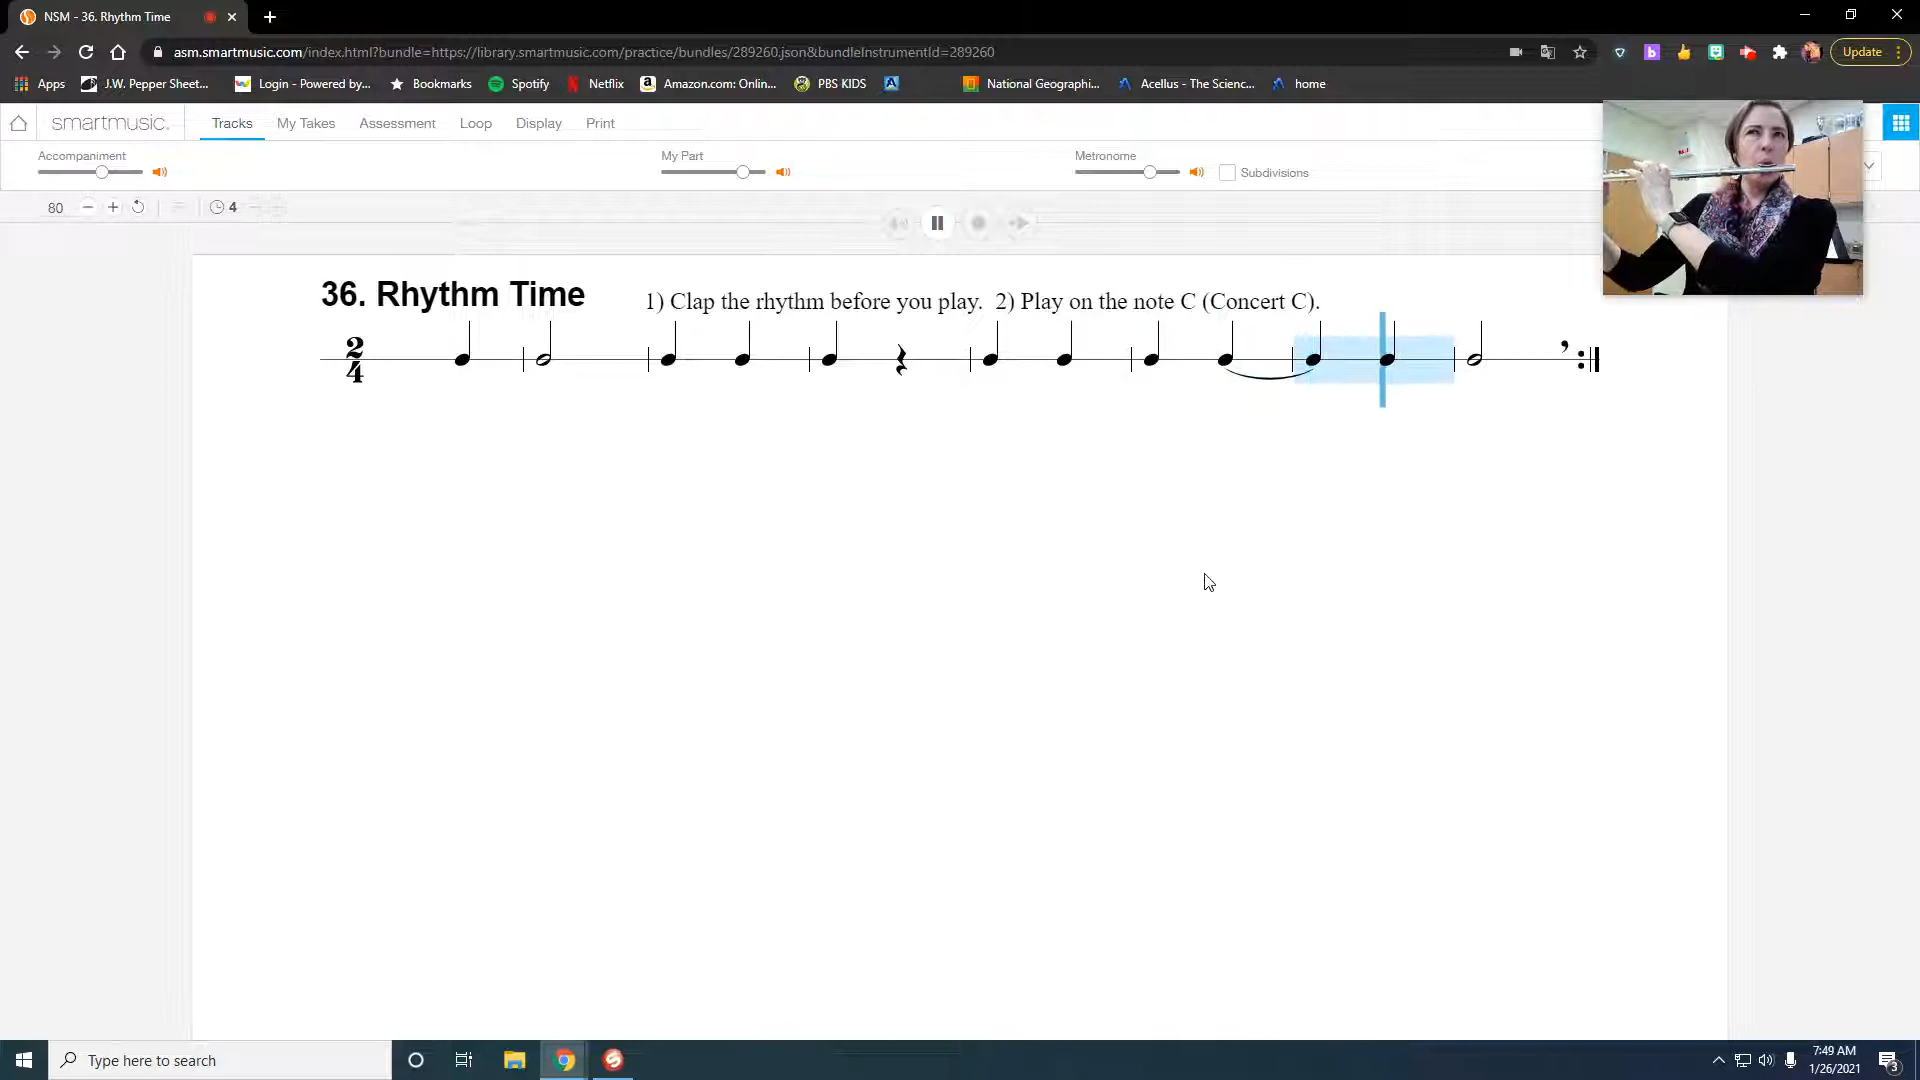 NSM - 36. Rhythm Time
asm.smartmusic.com/index.html?bundle=https://library.smartmusic.com/practice/bundles/289260.json&bundleInstrumentId=289260
Update
Apps J.W. Pepper Sheet... Login - Powered by... Bookmarks Spotify Netflix Amazon.com: Onlin... PBS KIDS National Geographi... Acellus - The Scienc... home
smartmusic. Tracks My Takes Assessment Loop Display Print
Accompaniment My Part Metronome
Subdivisions
80 4
36. Rhythm Time 1) Clap the rhythm before you play. 2) Play on the note C (Concert C).
2
4
Type here to search
7:49 AM
1/26/2021
3